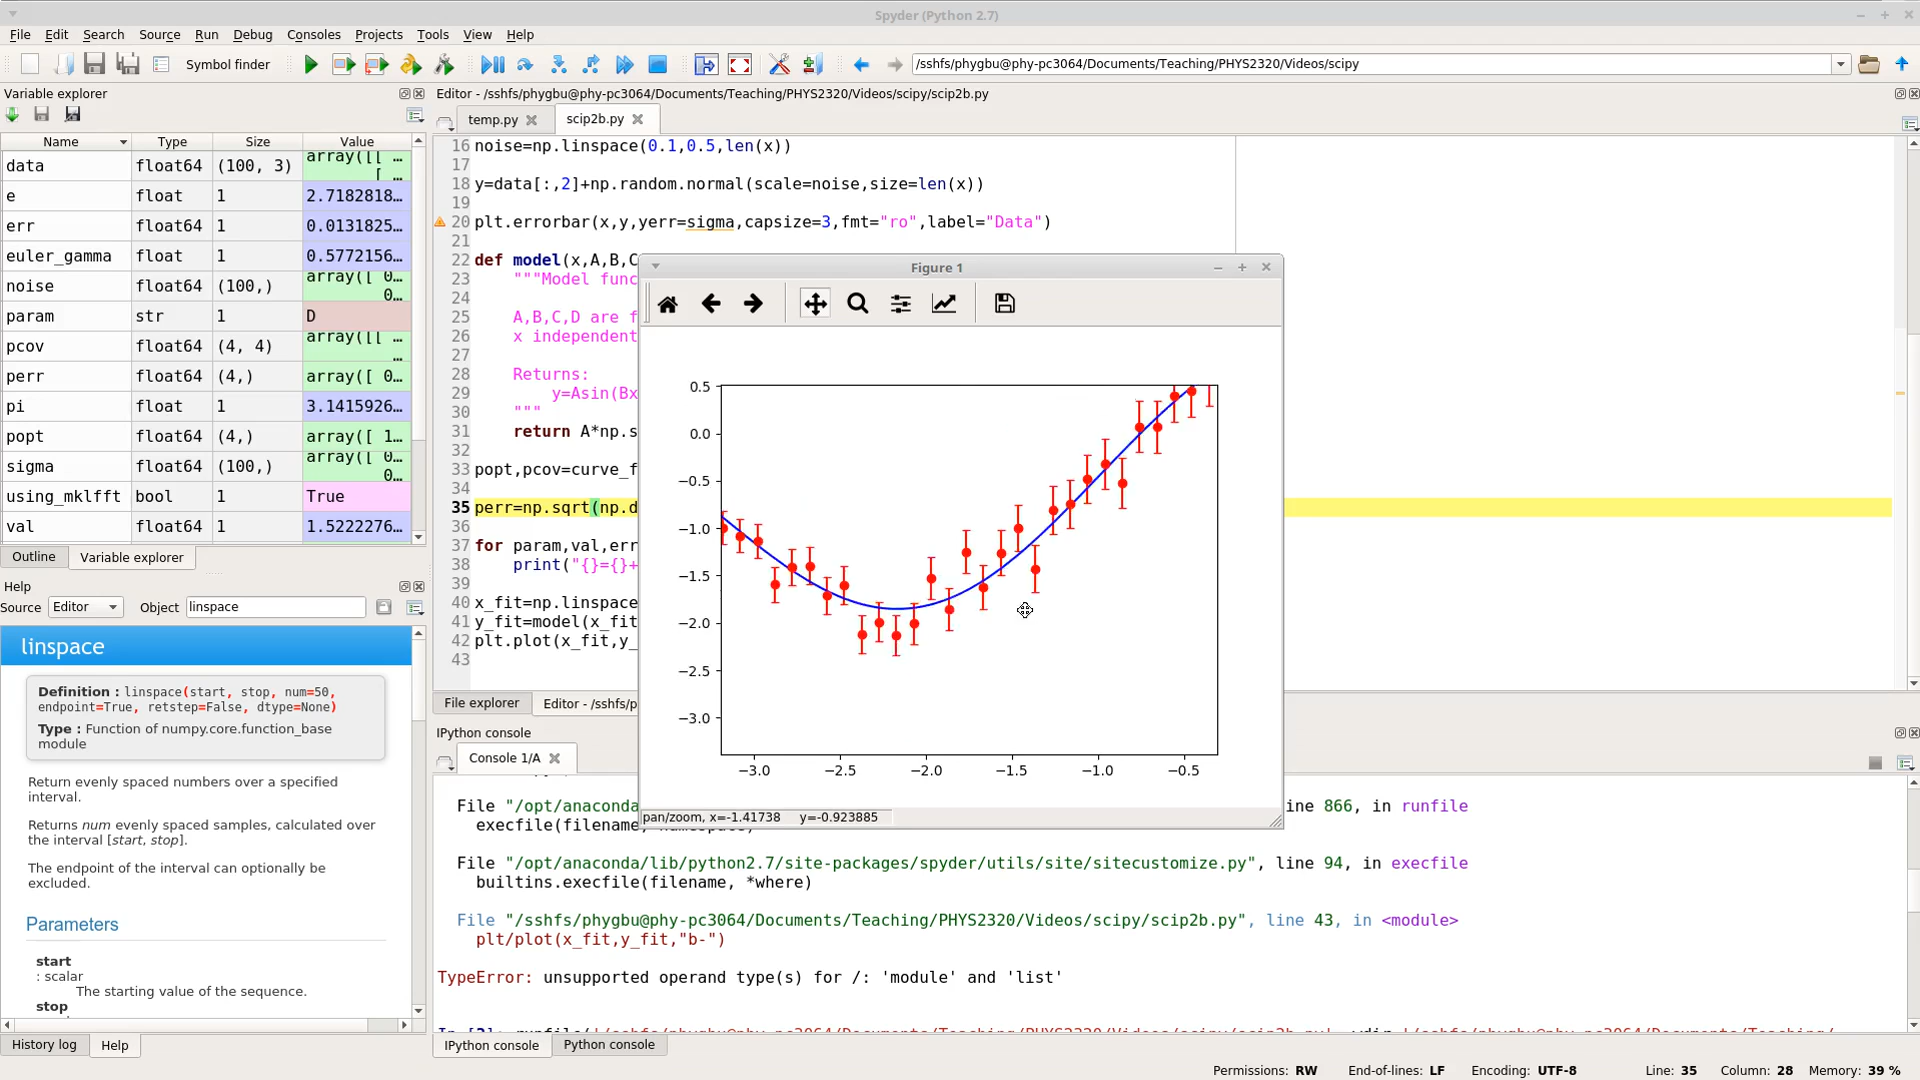 Spyder (Python 2.7)
File Edit Search Source Run Debug Consoles Projects Tools View Help
Symbol finder
/sshfs/phygbu@phy-pc3064/Documents/Teaching/PHYS2320/Videos/scipy
Variable explorer
Name Type Size Value
data float64 (100, 3) array([[ …
[ …
e float 1 2.7182818…
err float 1 0.0131825…
euler_gamma float 1 0.5772156…
noise float64 (100,) array([ 0…
0…
param str 1 D
pcov float64 (4, 4) array([[ …
…
perr float64 (4,) array([ 0…
pi float 1 3.1415926…
popt float64 (4,) array([ 1…
sigma float64 (100,) array([ 0…
0…
using_mklfft bool 1 True
val float 1 1.5222276…
Outline Variable explorer
Help
Source Editor Object linspace
linspace
Definition : linspace(start, stop, num=50,
endpoint=True, retstep=False, dtype=None)
Type : Function of numpy.core.function_base
module
Return evenly spaced numbers over a specified
interval.
Returns num evenly spaced samples, calculated over
the interval [start, stop].
The endpoint of the interval can optionally be
excluded.
Parameters
start
: scalar
The starting value of the sequence.
stop
History log Help
Editor - /sshfs/phygbu@phy-pc3064/Documents/Teaching/PHYS2320/Videos/scipy/scip2b.py
temp.py scip2b.py
16 noise=np.linspace(0.1,0.5,len(x))
17
18 y=data[:,2]+np.random.normal(scale=noise,size=len(x))
19
20 plt.errorbar(x,y,yerr=sigma,capsize=3,fmt="ro",label="Data")
21
22 def model(x,A,B,C
23 """Model func
24
25 A,B,C,D are f
26 x independent
27
28 Returns:
29 y=Asin(Bx
30 """
31 return A*np.s
32
33 popt,pcov=curve_f
34
35 perr=np.sqrt(np.d
36
37 for param,val,err
38 print("{}={}+
39
40 x_fit=np.linspace
41 y_fit=model(x_fit
42 plt.plot(x_fit,y_
43
Figure 1
0.5
0.0
−0.5
−1.0
−1.5
−2.0
−2.5
−3.0
−3.0 −2.5 −2.0 −1.5 −1.0 −0.5
pan/zoom, x=-1.41738 y=-0.923885
File explorer Editor - /sshfs/p
IPython console
Console 1/A
File "/opt/anaconda ine 866, in runfile
execfile(filename, namespace)
File "/opt/anaconda/lib/python2.7/site-packages/spyder/utils/site/sitecustomize.py", line 94, in execfile
builtins.execfile(filename, *where)
File "/sshfs/phygbu@phy-pc3064/Documents/Teaching/PHYS2320/Videos/scipy/scip2b.py", line 43, in <module>
plt/plot(x_fit,y_fit,"b-")
TypeError: unsupported operand type(s) for /: 'module' and 'list'
IPython console Python console
Permissions: RW End-of-lines: LF Encoding: UTF-8 Line: 35 Column: 28 Memory: 39 %